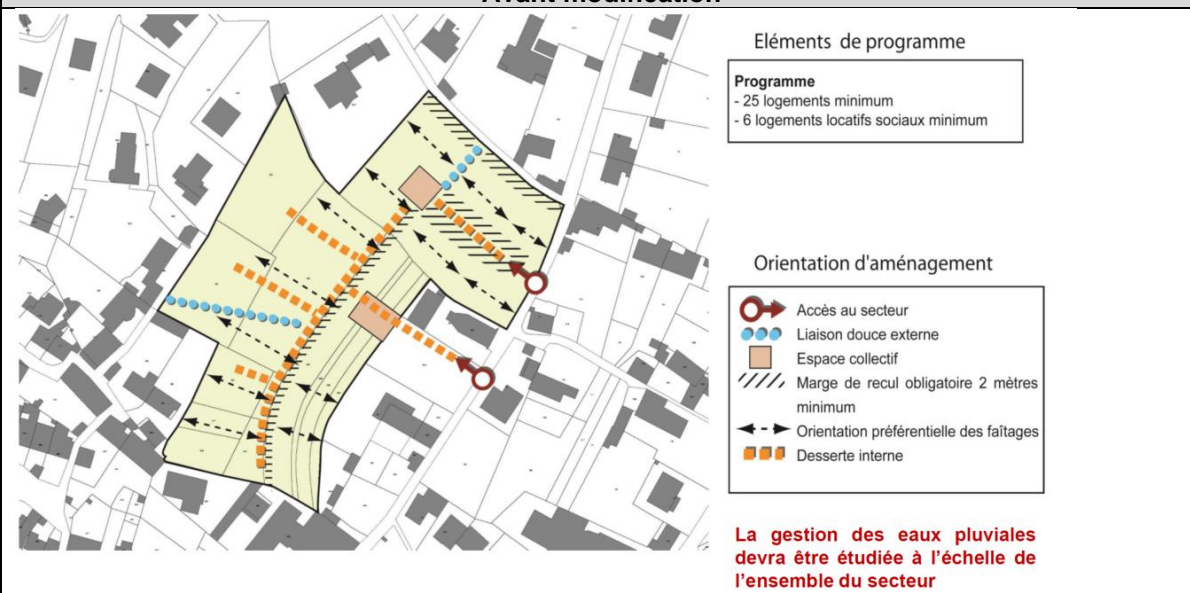 Avant modification
Eléments de programme
Programme
- 25 logements minimum
- 6 logements locatifs sociaux minimum
Orientation d'aménagement
Accès au secteur
Liaison douce externe
Espace collectif
Marge de recul obligatoire 2 mètres
minimum
Orientation préférentielle des faîtages
Desserte interne
La gestion des eaux pluviales
devra être étudiée à l’échelle de
l’ensemble du secteur